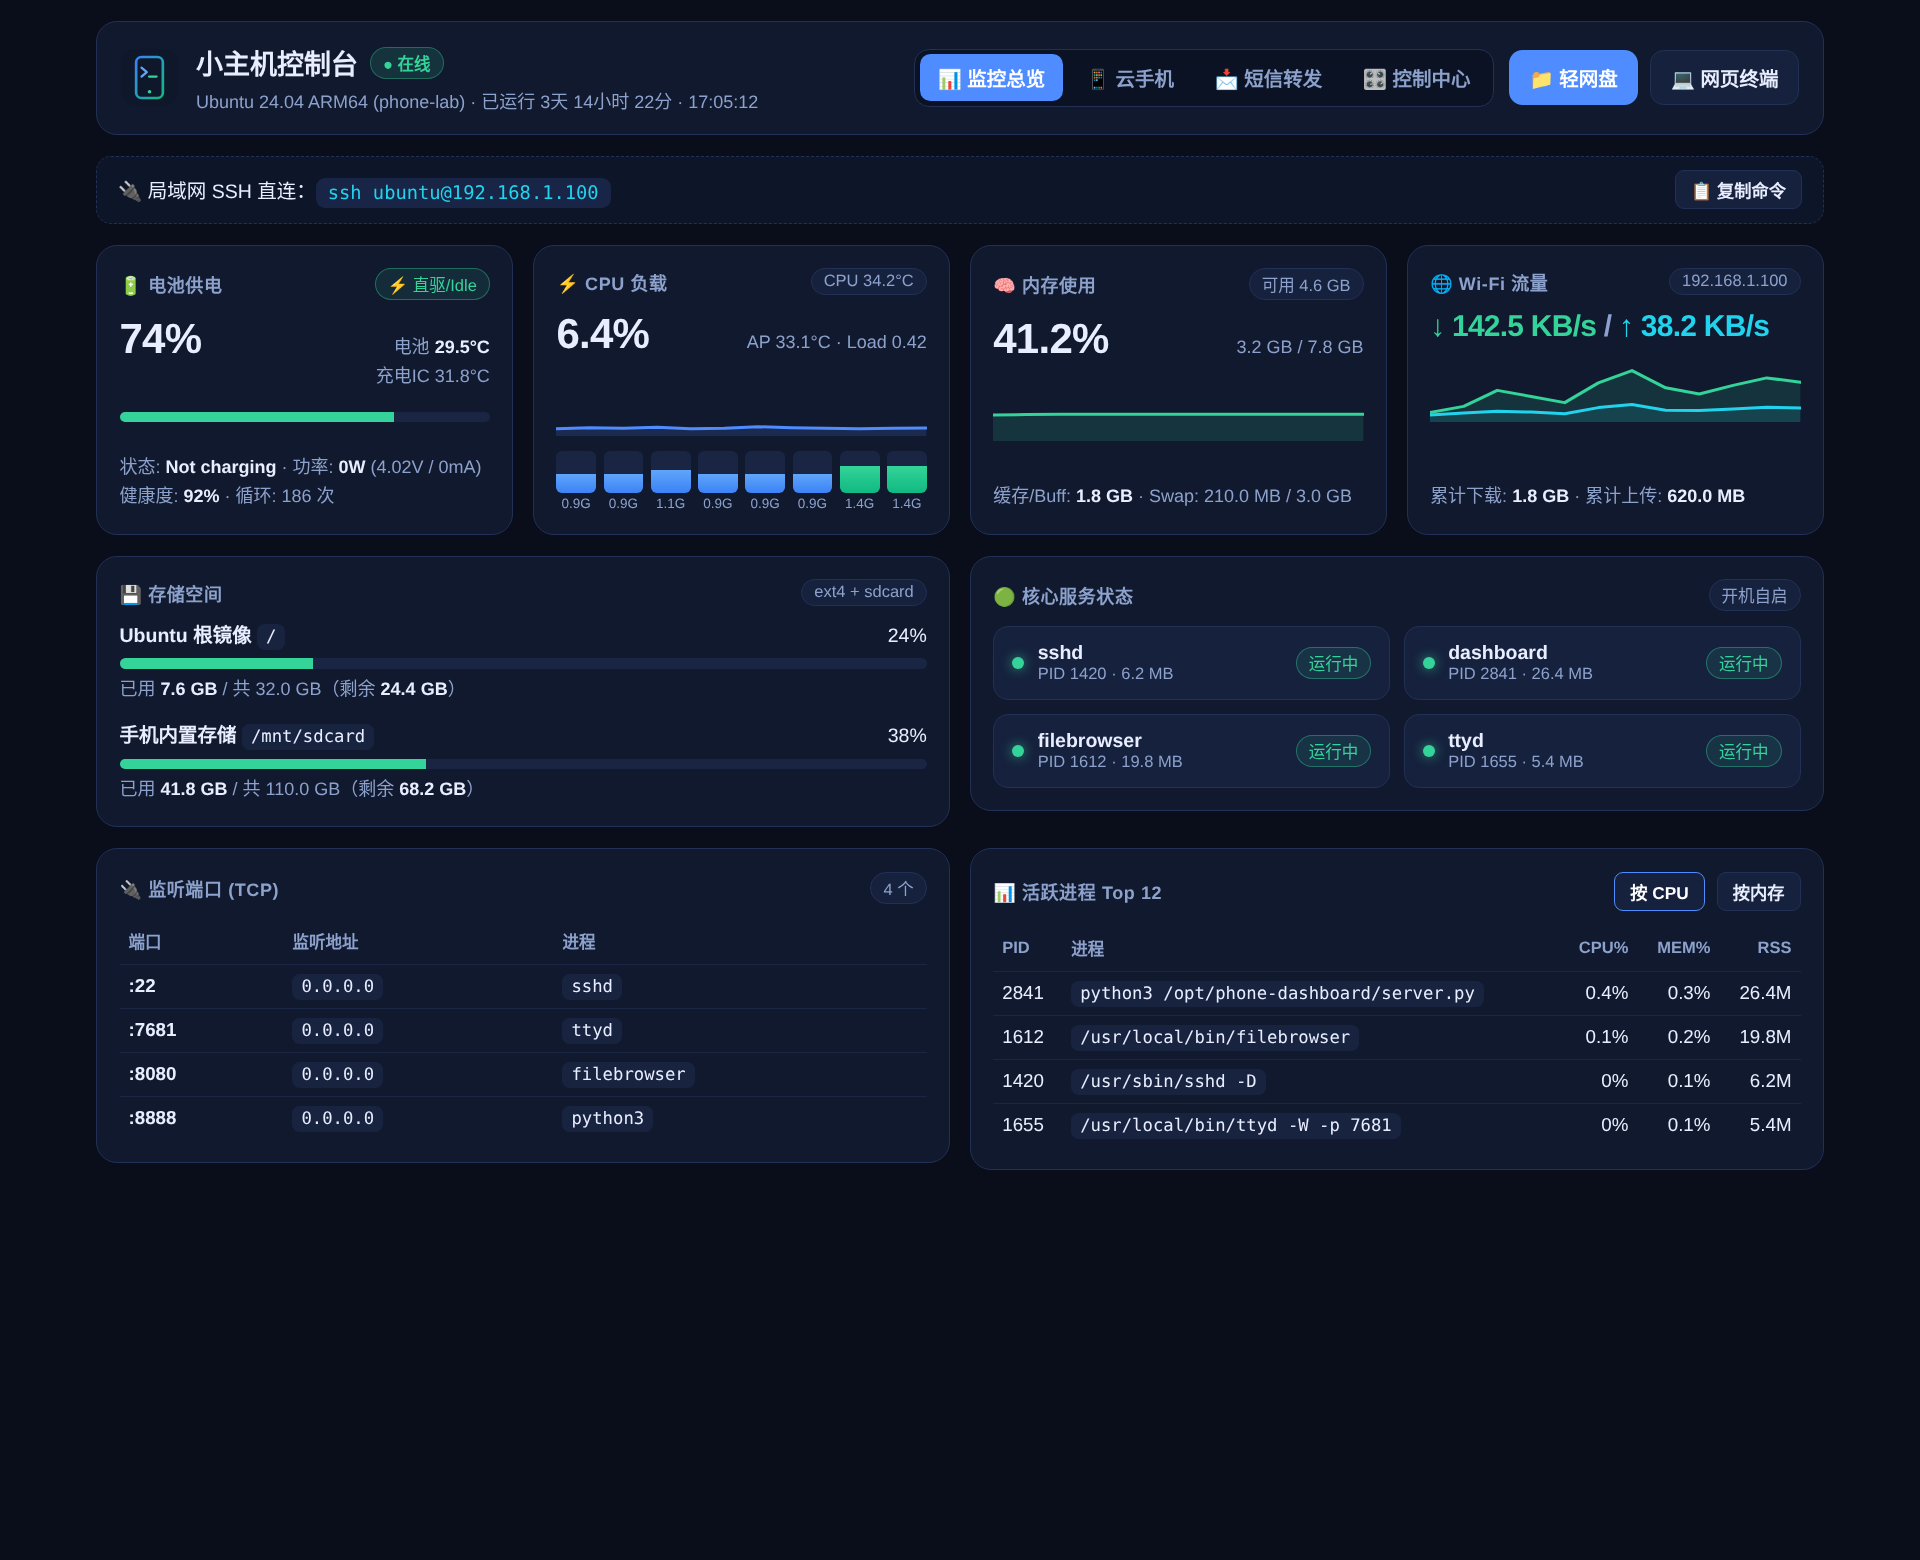 小主机控制台 ● 在线
Ubuntu 24.04 ARM64 (phone-lab) · 已运行 3天 14小时 22分 · 17:05:12
📊 监控总览 📱 云手机 📩 短信转发 🎛️ 控制中心 📁 轻网盘 💻 网页终端
🔌 局域网 SSH 直连： ssh ubuntu@192.168.1.100 📋 复制命令
🔋 电池供电 ⚡ 直驱/Idle
74%
电池 29.5°C
充电IC 31.8°C
状态: Not charging · 功率: 0W (4.02V / 0mA)
健康度: 92% · 循环: 186 次
⚡ CPU 负载 CPU 34.2°C
6.4% AP 33.1°C · Load 0.42
0.9G 0.9G 1.1G 0.9G 0.9G 0.9G 1.4G 1.4G
🧠 内存使用 可用 4.6 GB
41.2% 3.2 GB / 7.8 GB
缓存/Buff: 1.8 GB · Swap: 210.0 MB / 3.0 GB
🌐 Wi-Fi 流量 192.168.1.100
↓ 142.5 KB/s / ↑ 38.2 KB/s
累计下载: 1.8 GB · 累计上传: 620.0 MB
💾 存储空间 ext4 + sdcard
Ubuntu 根镜像 / 24%
已用 7.6 GB / 共 32.0 GB（剩余 24.4 GB）
手机内置存储 /mnt/sdcard 38%
已用 41.8 GB / 共 110.0 GB（剩余 68.2 GB）
🟢 核心服务状态 开机自启
sshd
PID 1420 · 6.2 MB
运行中
dashboard
PID 2841 · 26.4 MB
运行中
filebrowser
PID 1612 · 19.8 MB
运行中
ttyd
PID 1655 · 5.4 MB
运行中
🔌 监听端口 (TCP) 4 个
端口 监听地址 进程
:22 0.0.0.0 sshd
:7681 0.0.0.0 ttyd
:8080 0.0.0.0 filebrowser
:8888 0.0.0.0 python3
📊 活跃进程 Top 12 按 CPU 按内存
PID 进程 CPU% MEM% RSS
2841 python3 /opt/phone-dashboard/server.py 0.4% 0.3% 26.4M
1612 /usr/local/bin/filebrowser 0.1% 0.2% 19.8M
1420 /usr/sbin/sshd -D 0% 0.1% 6.2M
1655 /usr/local/bin/ttyd -W -p 7681 0% 0.1% 5.4M